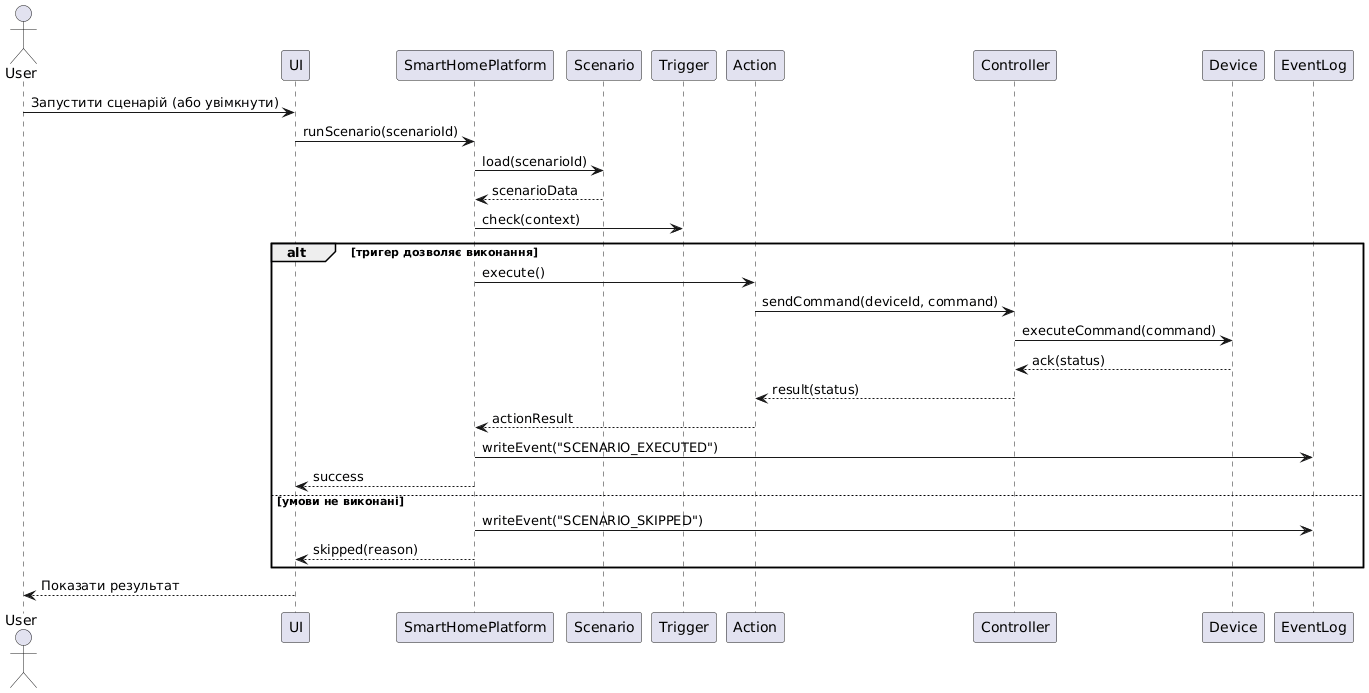 User
UI
SmartHomePlatform
Scenario
Trigger
Action
Controller
Device
EventLog
Запустити сценарій (або увімкнути)
runScenario(scenarioId)
load(scenarioId)
scenarioData
check(context)
alt
[тригер дозволяє виконання]
execute()
sendCommand(deviceId, command)
executeCommand(command)
ack(status)
result(status)
actionResult
writeEvent("SCENARIO_EXECUTED")
success
[умови не виконані]
writeEvent("SCENARIO_SKIPPED")
skipped(reason)
Показати результат
User
UI
SmartHomePlatform
Scenario
Trigger
Action
Controller
Device
EventLog